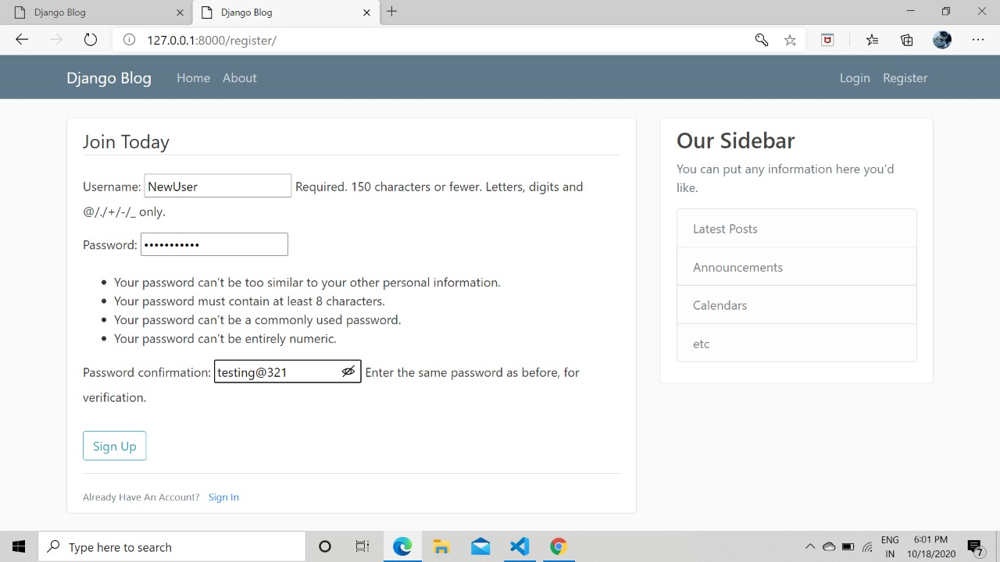 Django Blog
Django Blog
127.0.0.1:8000/register/
Django Blog Home About Login Register
Join Today
Username: NewUser Required. 150 characters or fewer. Letters, digits and
@/./+/-/_ only.
Password: •••••••••••
• Your password can't be too similar to your other personal information.
• Your password must contain at least 8 characters.
• Your password can't be a commonly used password.
• Your password can't be entirely numeric.
Password confirmation: testing@321 Enter the same password as before, for
verification.
Sign Up
Already Have An Account? Sign In
Our Sidebar
You can put any information here you'd
like.
Latest Posts
Announcements
Calendars
etc
Type here to search
ENG
IN
6:01 PM
10/18/2020
7